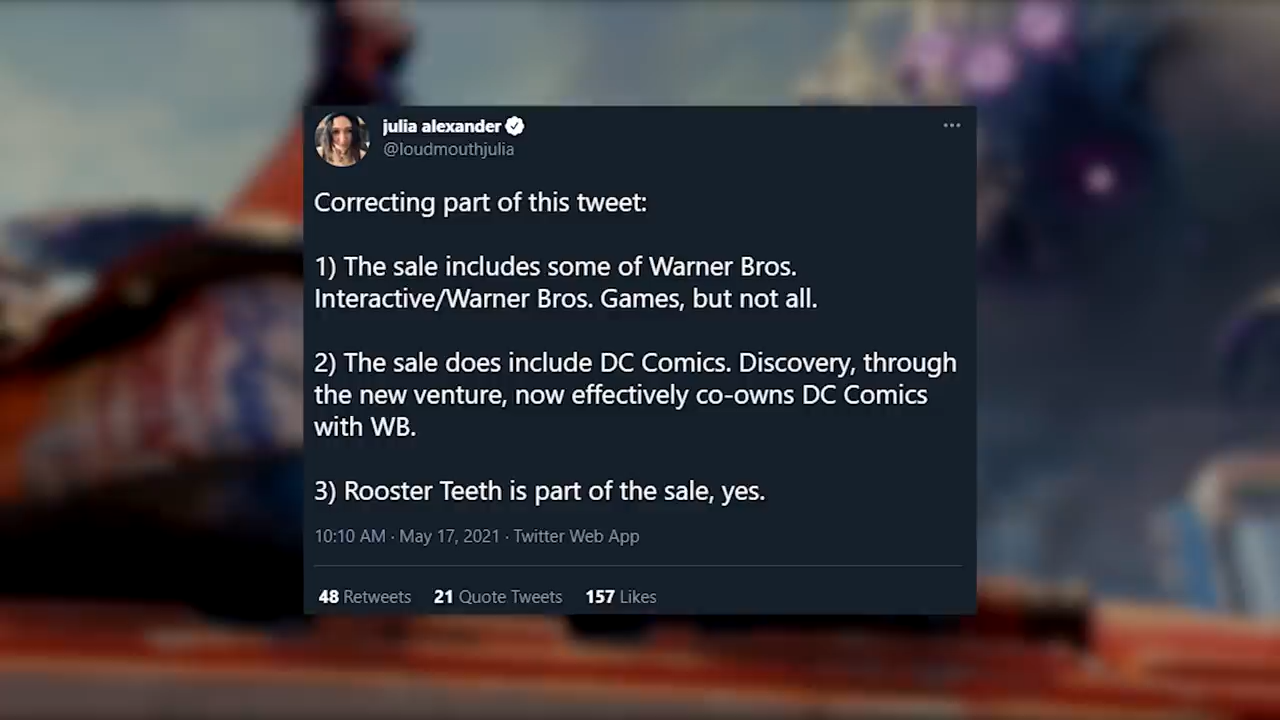 julia alexander
@loudmouthjulia
Correcting part of this tweet:
1) The sale includes some of Warner Bros.
Interactive/Warner Bros. Games, but not all.
2) The sale does include DC Comics. Discovery, through
the new venture, now effectively co-owns DC Comics
with WB.
3) Rooster Teeth is part of the sale, yes.
10:10 AM · May 17, 2021 · Twitter Web App
48 Retweets 21 Quote Tweets 157 Likes